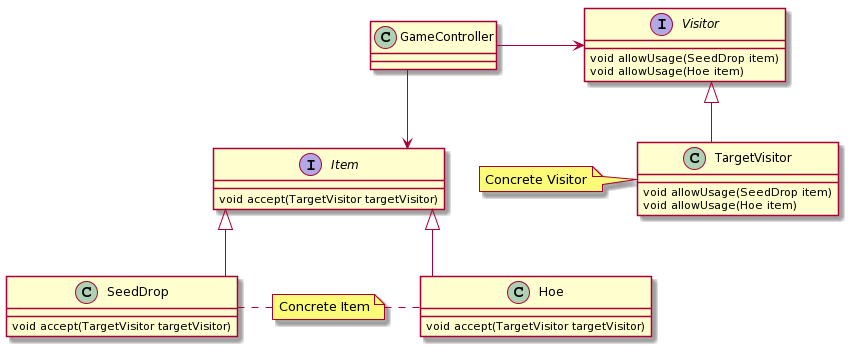 C GameController
I Visitor
void allowUsage(SeedDrop item)
void allowUsage(Hoe item)
I Item
void accept(TargetVisitor targetVisitor)
Concrete Visitor
C TargetVisitor
void allowUsage(SeedDrop item)
void allowUsage(Hoe item)
C SeedDrop
void accept(TargetVisitor targetVisitor)
Concrete Item
C Hoe
void accept(TargetVisitor targetVisitor)